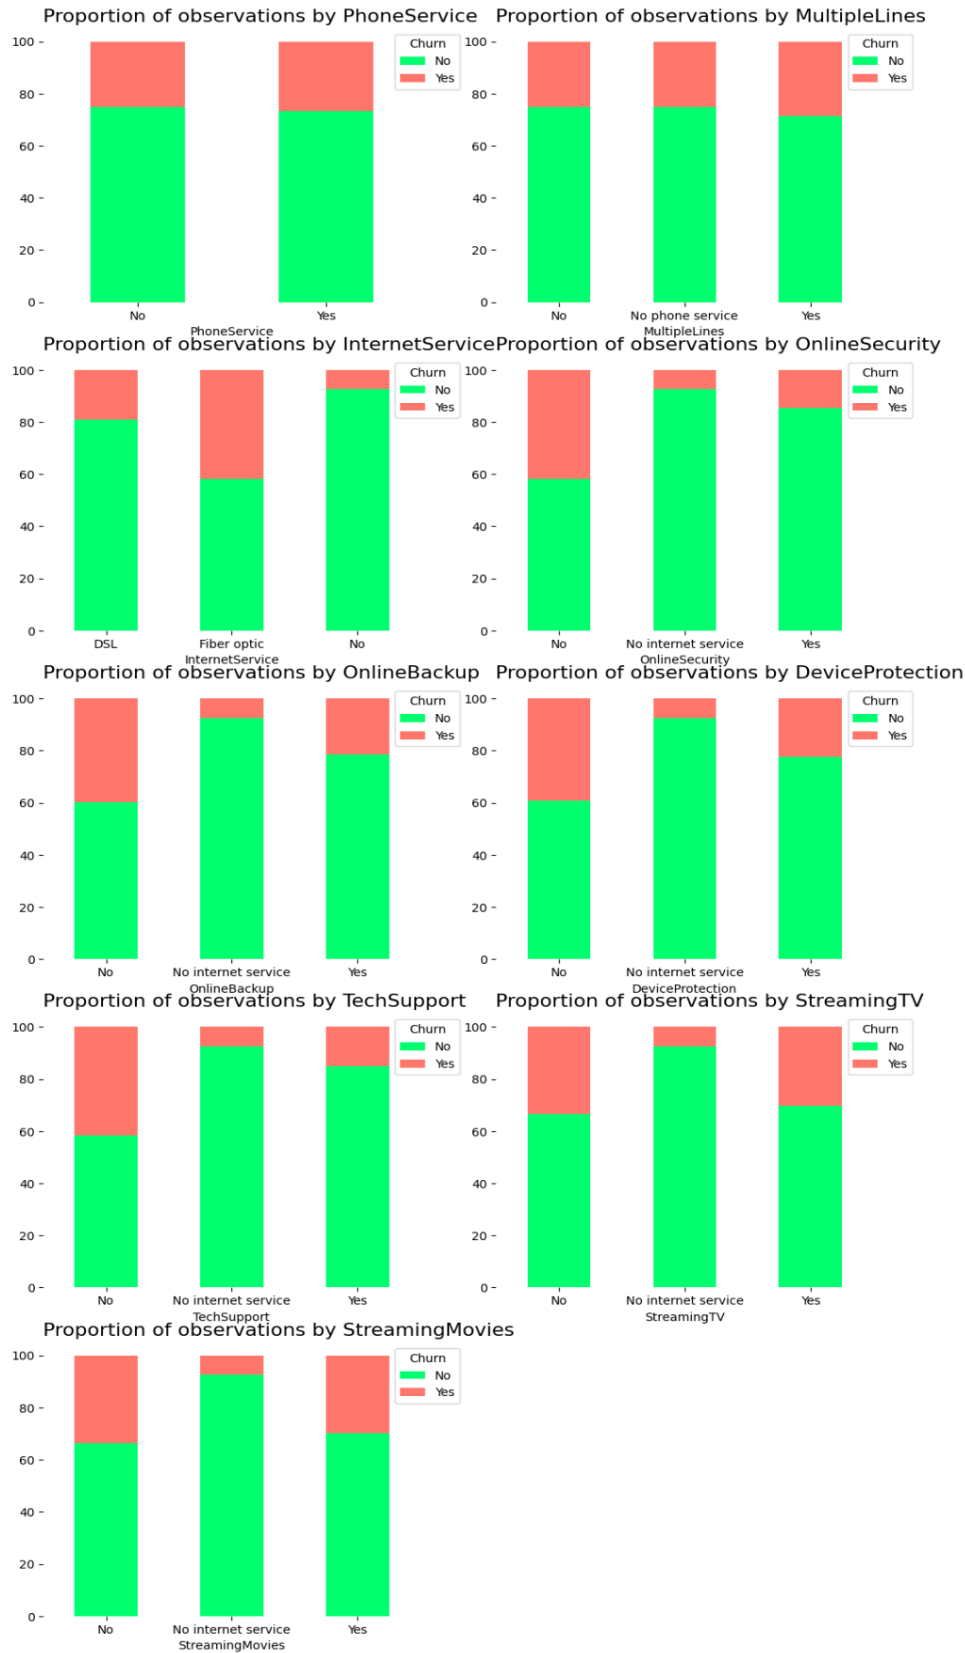 Proportion of observations by PhoneService
100
80
60
40
20
0
Churn
No
Yes
No Yes
PhoneService
Proportion of observations by MultipleLines
100
80
60
40
20
0
Churn
No
Yes
No No phone service Yes
MultipleLines
Proportion of observations by InternetService
100
80
60
40
20
0
Churn
No
Yes
DSL Fiber optic No
InternetService
Proportion of observations by OnlineSecurity
100
80
60
40
20
0
Churn
No
Yes
No No internet service Yes
OnlineSecurity
Proportion of observations by OnlineBackup
100
80
60
40
20
0
Churn
No
Yes
No No internet service Yes
OnlineBackup
Proportion of observations by DeviceProtection
100
80
60
40
20
0
Churn
No
Yes
No No internet service Yes
DeviceProtection
Proportion of observations by TechSupport
100
80
60
40
20
0
Churn
No
Yes
No No internet service Yes
TechSupport
Proportion of observations by StreamingTV
100
80
60
40
20
0
Churn
No
Yes
No No internet service Yes
StreamingTV
Proportion of observations by StreamingMovies
100
80
60
40
20
0
Churn
No
Yes
No No internet service Yes
StreamingMovies